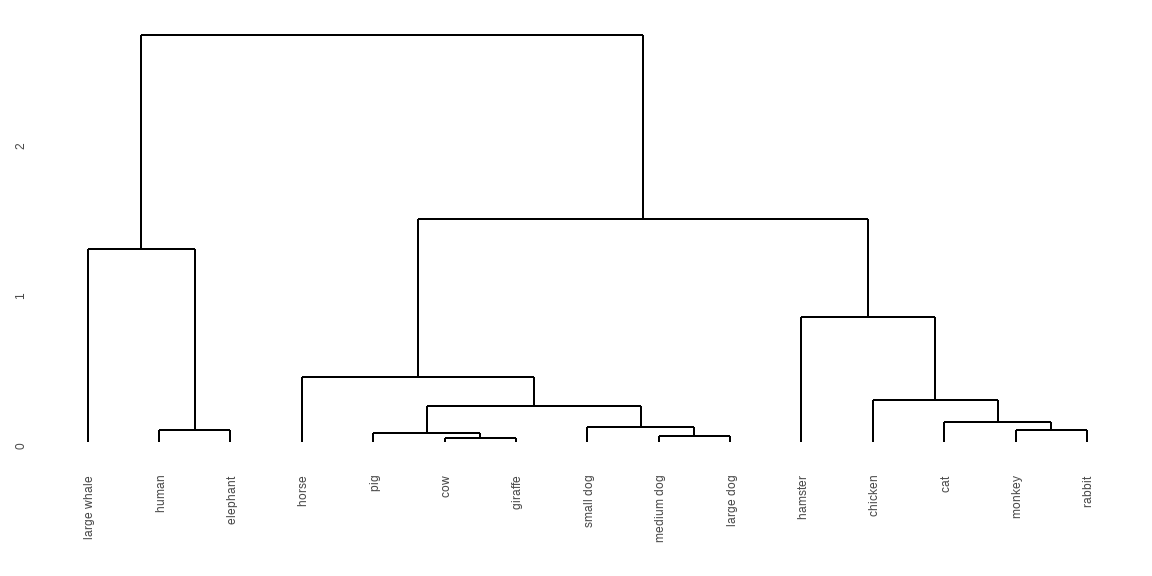 2
1
0
large whale
human
elephant
horse
pig
cow
giraffe
small dog
medium dog
large dog
hamster
chicken
cat
monkey
rabbit